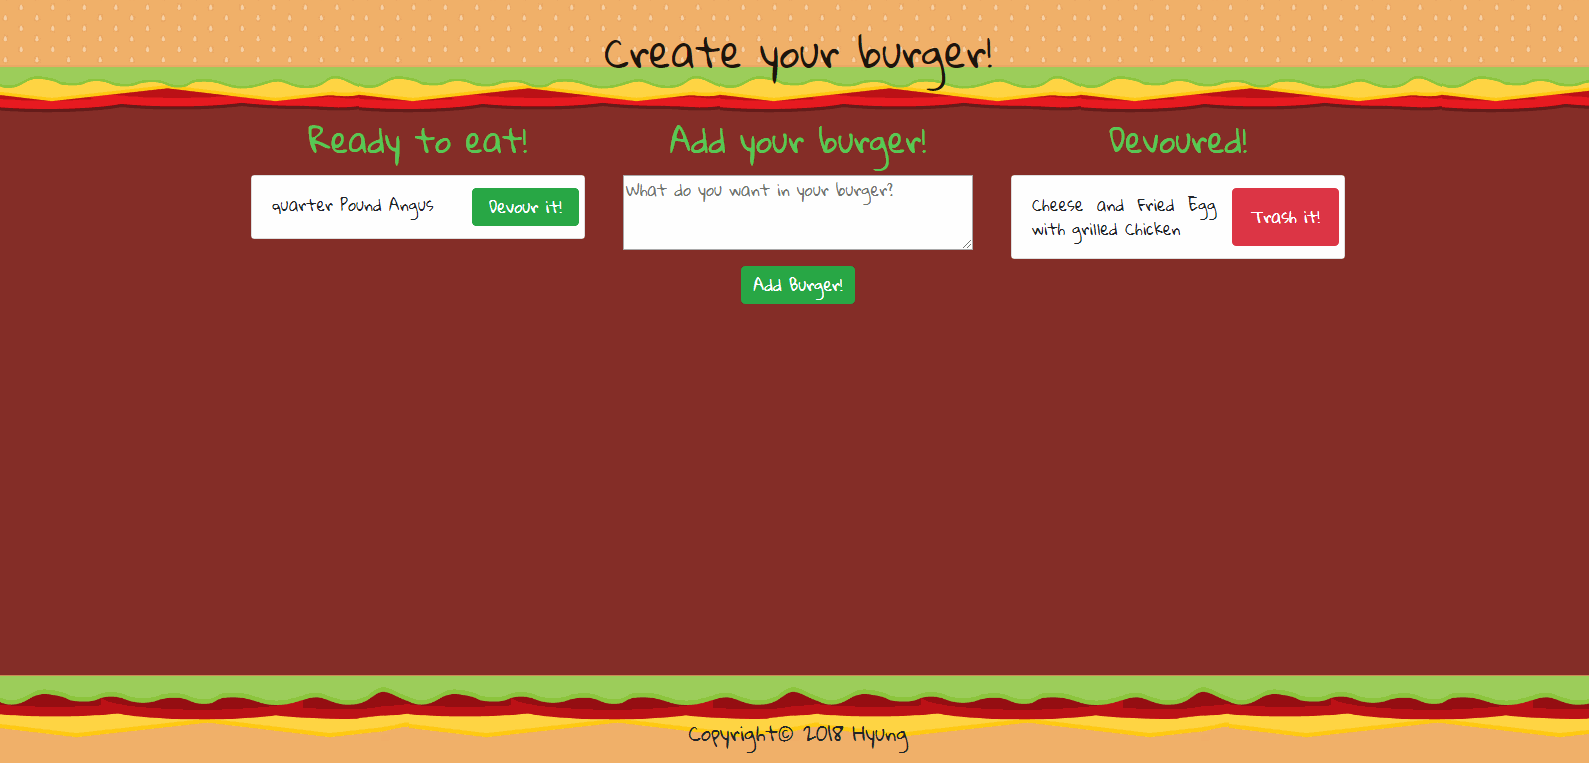 Create your burger!
Ready to eat!
quarter Pound Angus
Devour it!
Add your burger!
What do you want in your burger?
Add Burger!
Devoured!
Cheese and Fried Egg
with grilled Chicken
Trash it!
Copyright© 2018 Hyung